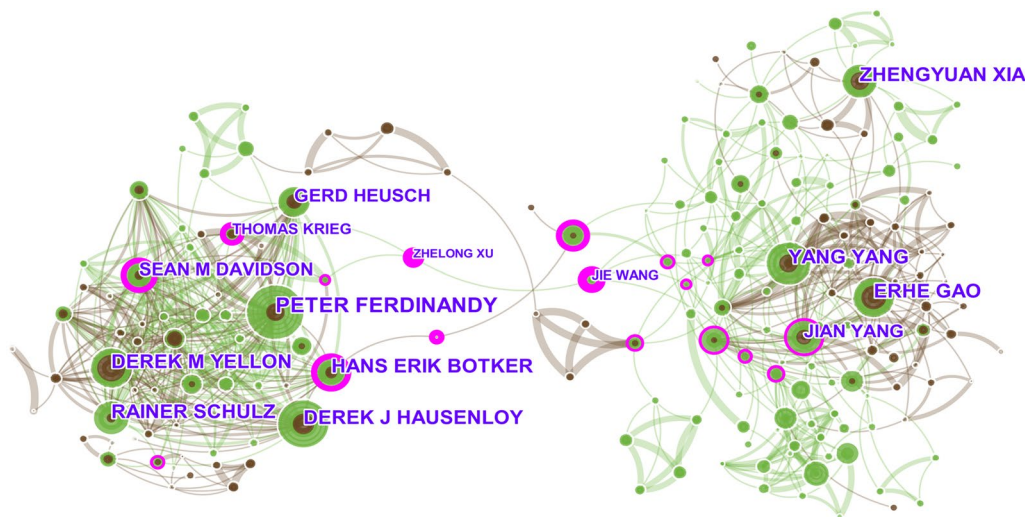 ZHENGYUAN XIA
GERD HEUSCH
THOMAS KRIEG
ZHELONG XU
YANG YANG
SEAN M DAVIDSON
JIE WANG
ERHE GAO
PETER FERDINANDY
JIAN YANG
DEREK M YELLON
HANS ERIK BOTKER
RAINER SCHULZ
DEREK J HAUSENLOY